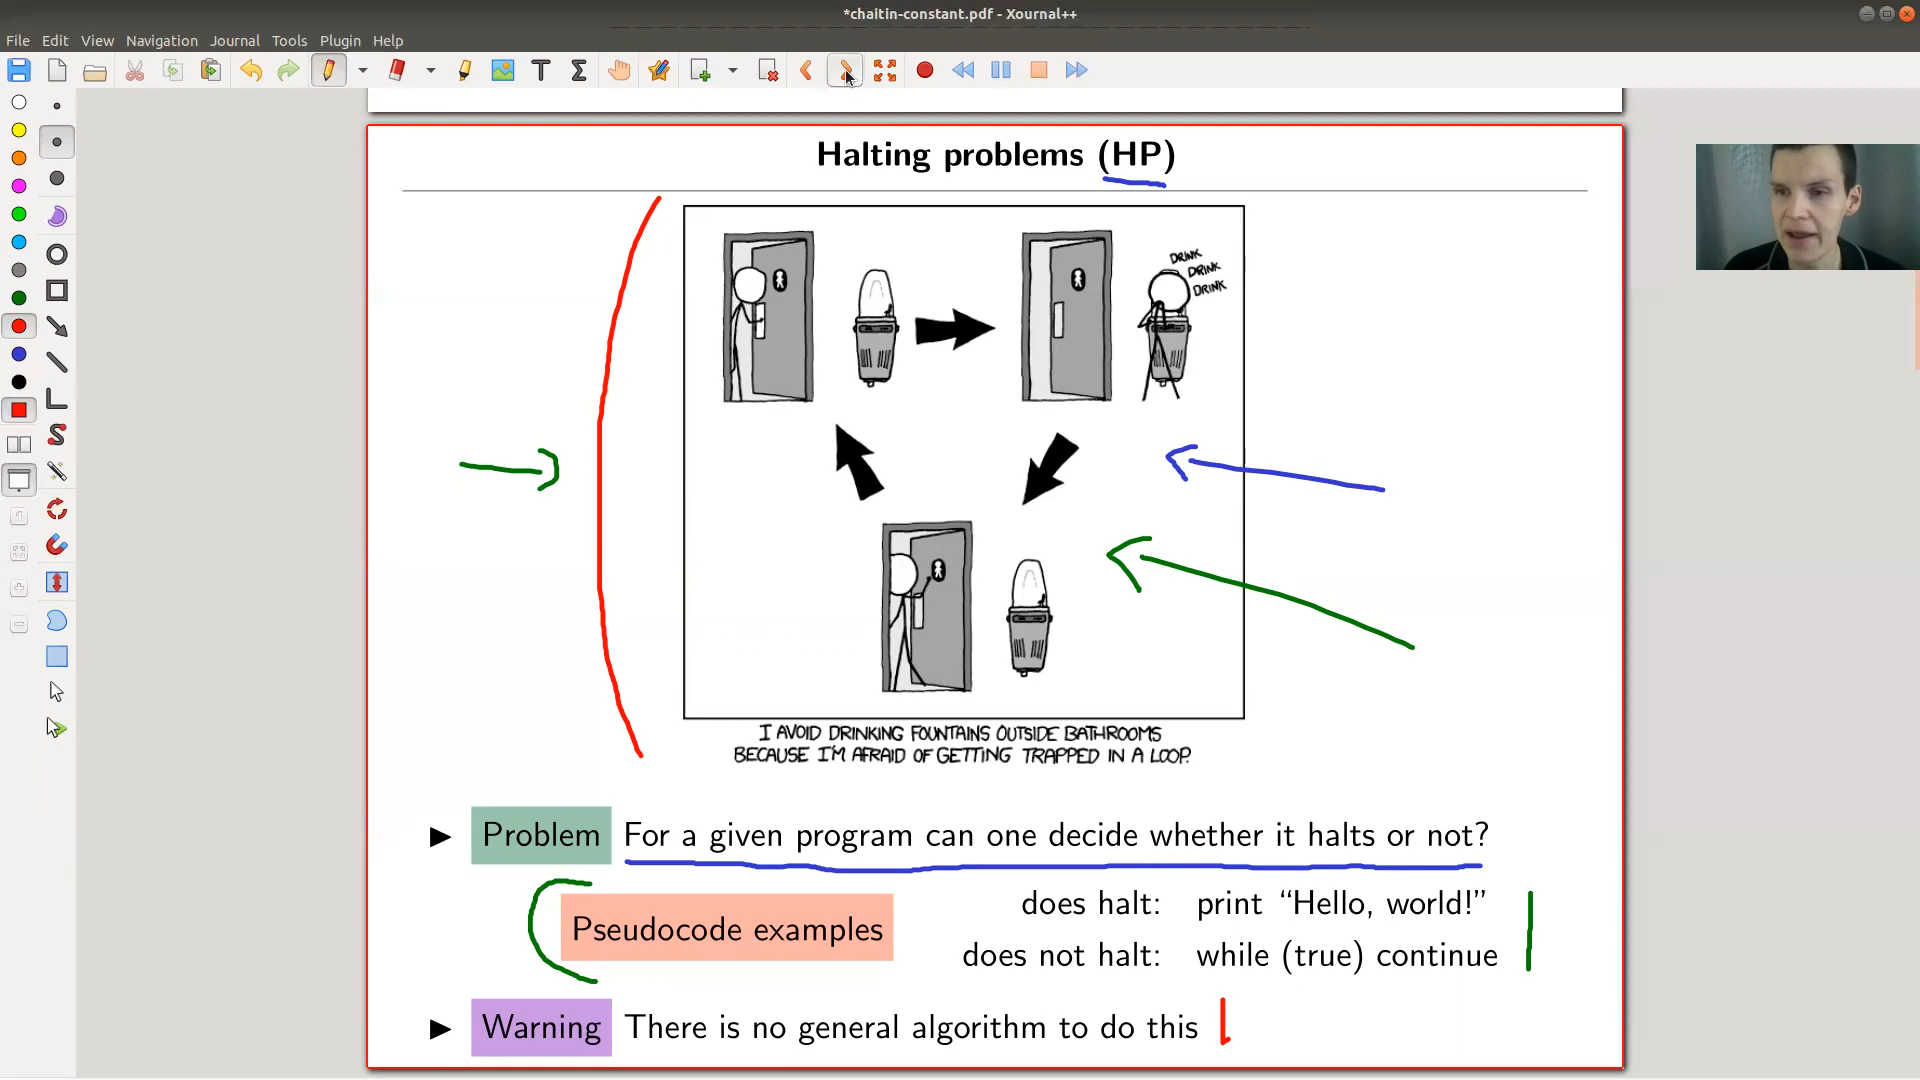 *chaitin-constant.pdf - Xournal++
File Edit View Navigation Journal Tools Plugin Help
Halting problems (HP)
DRINK
DRINK
DRINK
I AVOID DRINKING FOUNTAINS OUTSIDE BATHROOMS
BECAUSE I'M AFRAID OF GETTING TRAPPED IN A LOOP.
► Problem For a given program can one decide whether it halts or not?
Pseudocode examples
does halt: print “Hello, world!”
does not halt: while (true) continue
► Warning There is no general algorithm to do this